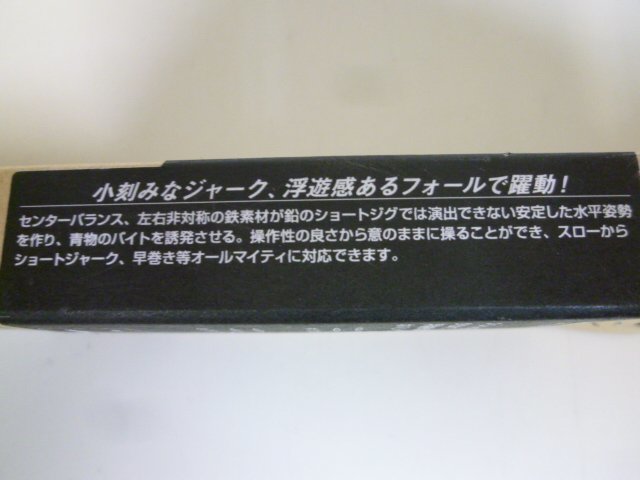 小刻みなジャーク、浮遊感あるフォールで躍動！
センターバランス、左右非対称の鉄素材が鉛のショートジグでは演出できない安定した水平姿勢
を作り、青物のバイトを誘発させる。操作性の良さから意のままに操ることができ、スローから
ショートジャーク、早巻き等オールマイティに対応できます。